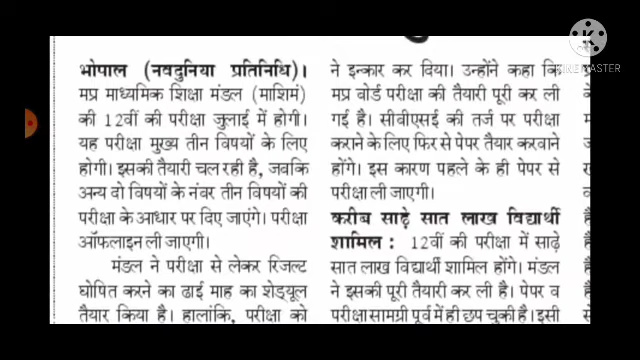 भोपाल (नवदुनिया प्रतिनिधि)।
मप्र माध्यमिक शिक्षा मंडल (माशिमं)
की 12वीं की परीक्षा जुलाई में होगी।
यह परीक्षा मुख्य तीन विषयों के लिए
होगी। इसकी तैयारी चल रही है, जबकि
अन्य दो विषयों के नंबर तीन विषयों की
परीक्षा के आधार पर दिए जाएंगे। परीक्षा
ऑफलाइन ली जाएगी।
मंडल ने परीक्षा से लेकर रिजल्ट
घोषित करने का ढाई माह का शेड्यूल
तैयार किया है। हालांकि, परीक्षा को
ने इन्कार कर दिया। उन्होंने कहा कि
मप्र बोर्ड परीक्षा की तैयारी पूरी कर ली
गई है। सीबीएसई की तर्ज पर परीक्षा
कराने के लिए फिर से पेपर तैयार करवाने
होंगे। इस कारण पहले के ही पेपर से
परीक्षा ली जाएगी।
करीब साढ़े सात लाख विद्यार्थी
शामिल : 12वीं की परीक्षा में साढ़े
सात लाख विद्यार्थी शामिल होंगे। मंडल
ने इसकी पूरी तैयारी कर ली है। पेपर व
परीक्षा सामग्री पूर्व में ही छप चुकी है। इसी
KINEMASTER